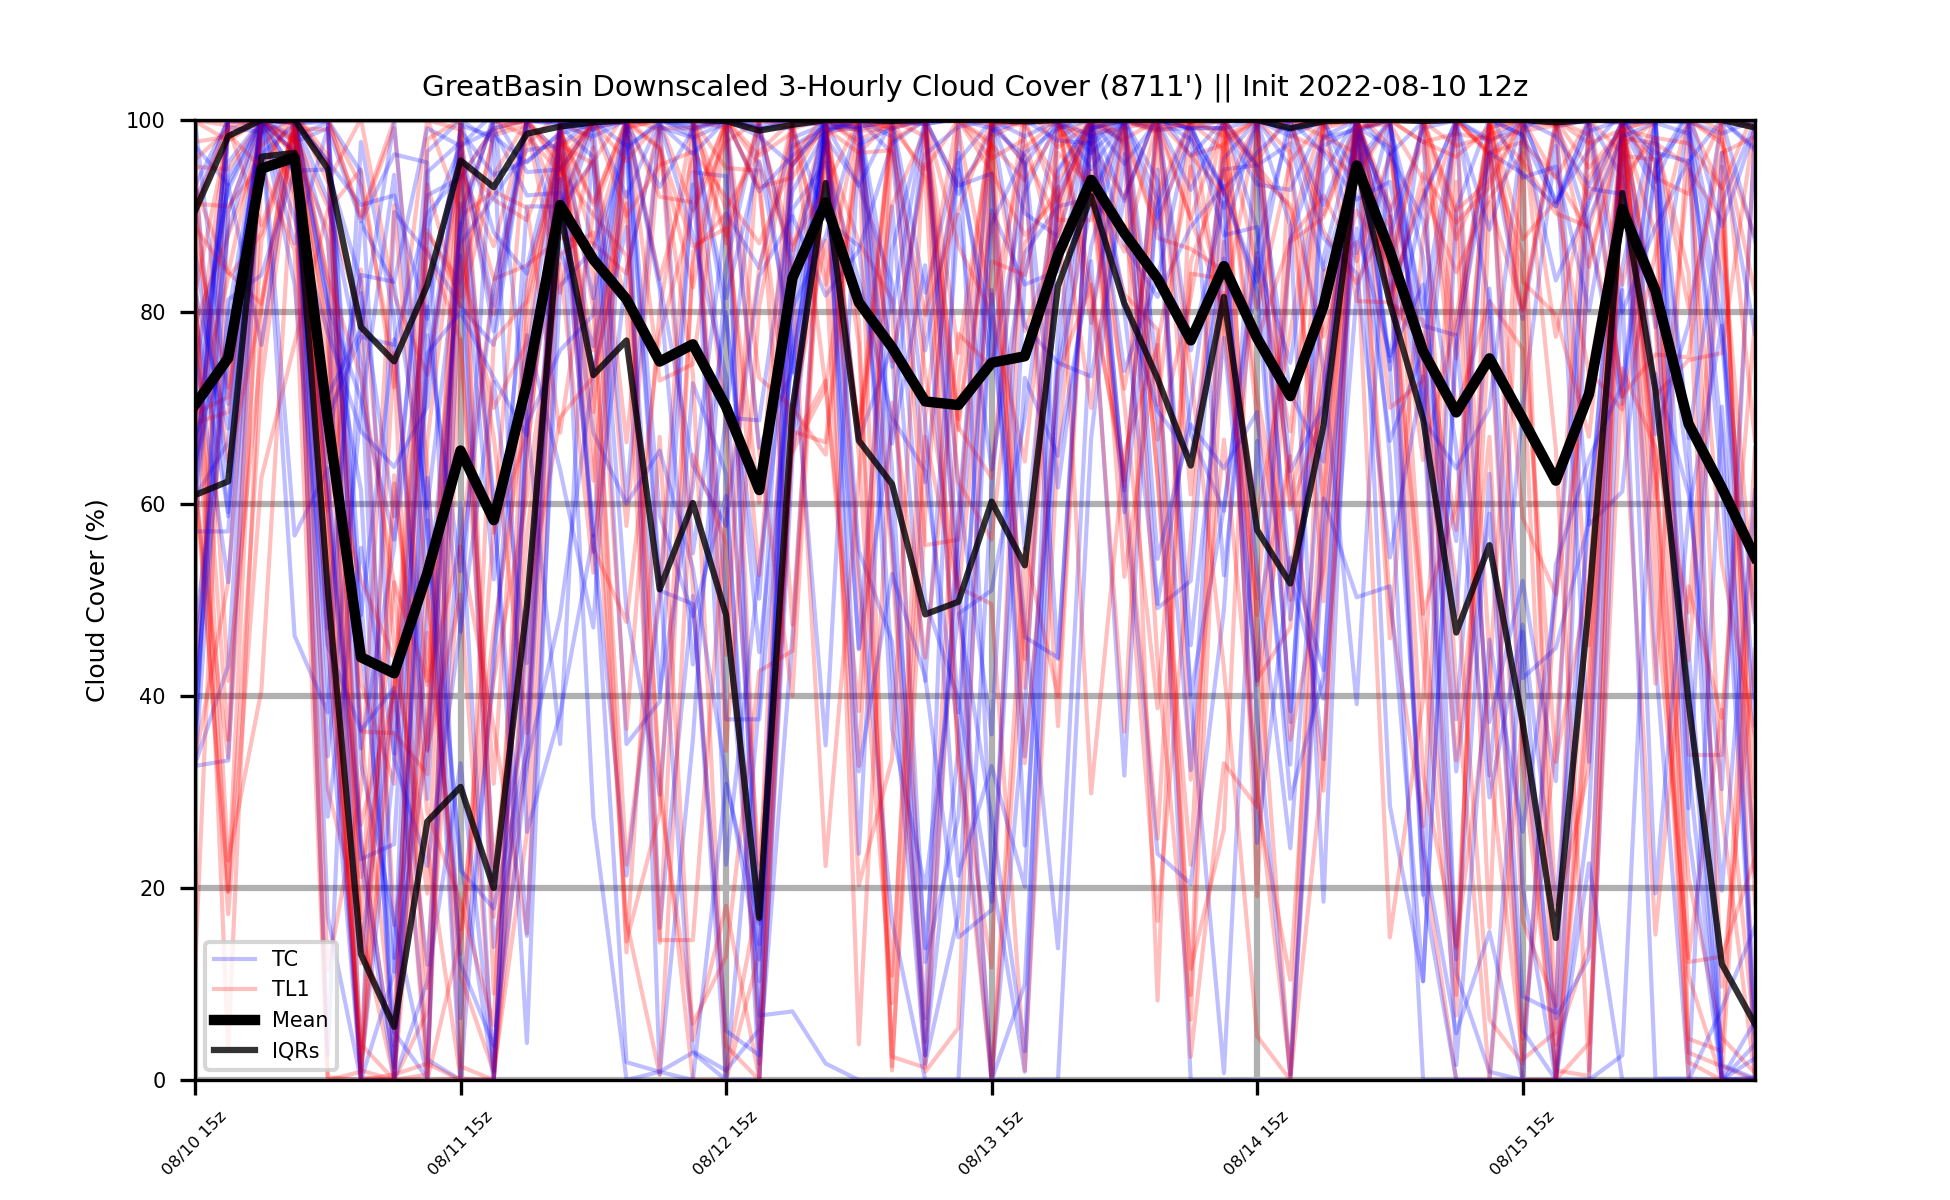 GreatBasin Downscaled 3-Hourly Cloud Cover (8711') || Init 2022-08-10 12z
Cloud Cover (%)
100
80
60
40
20
0
TC
TL1
Mean
IQRs
08/10 15z
08/11 15z
08/12 15z
08/13 15z
08/14 15z
08/15 15z